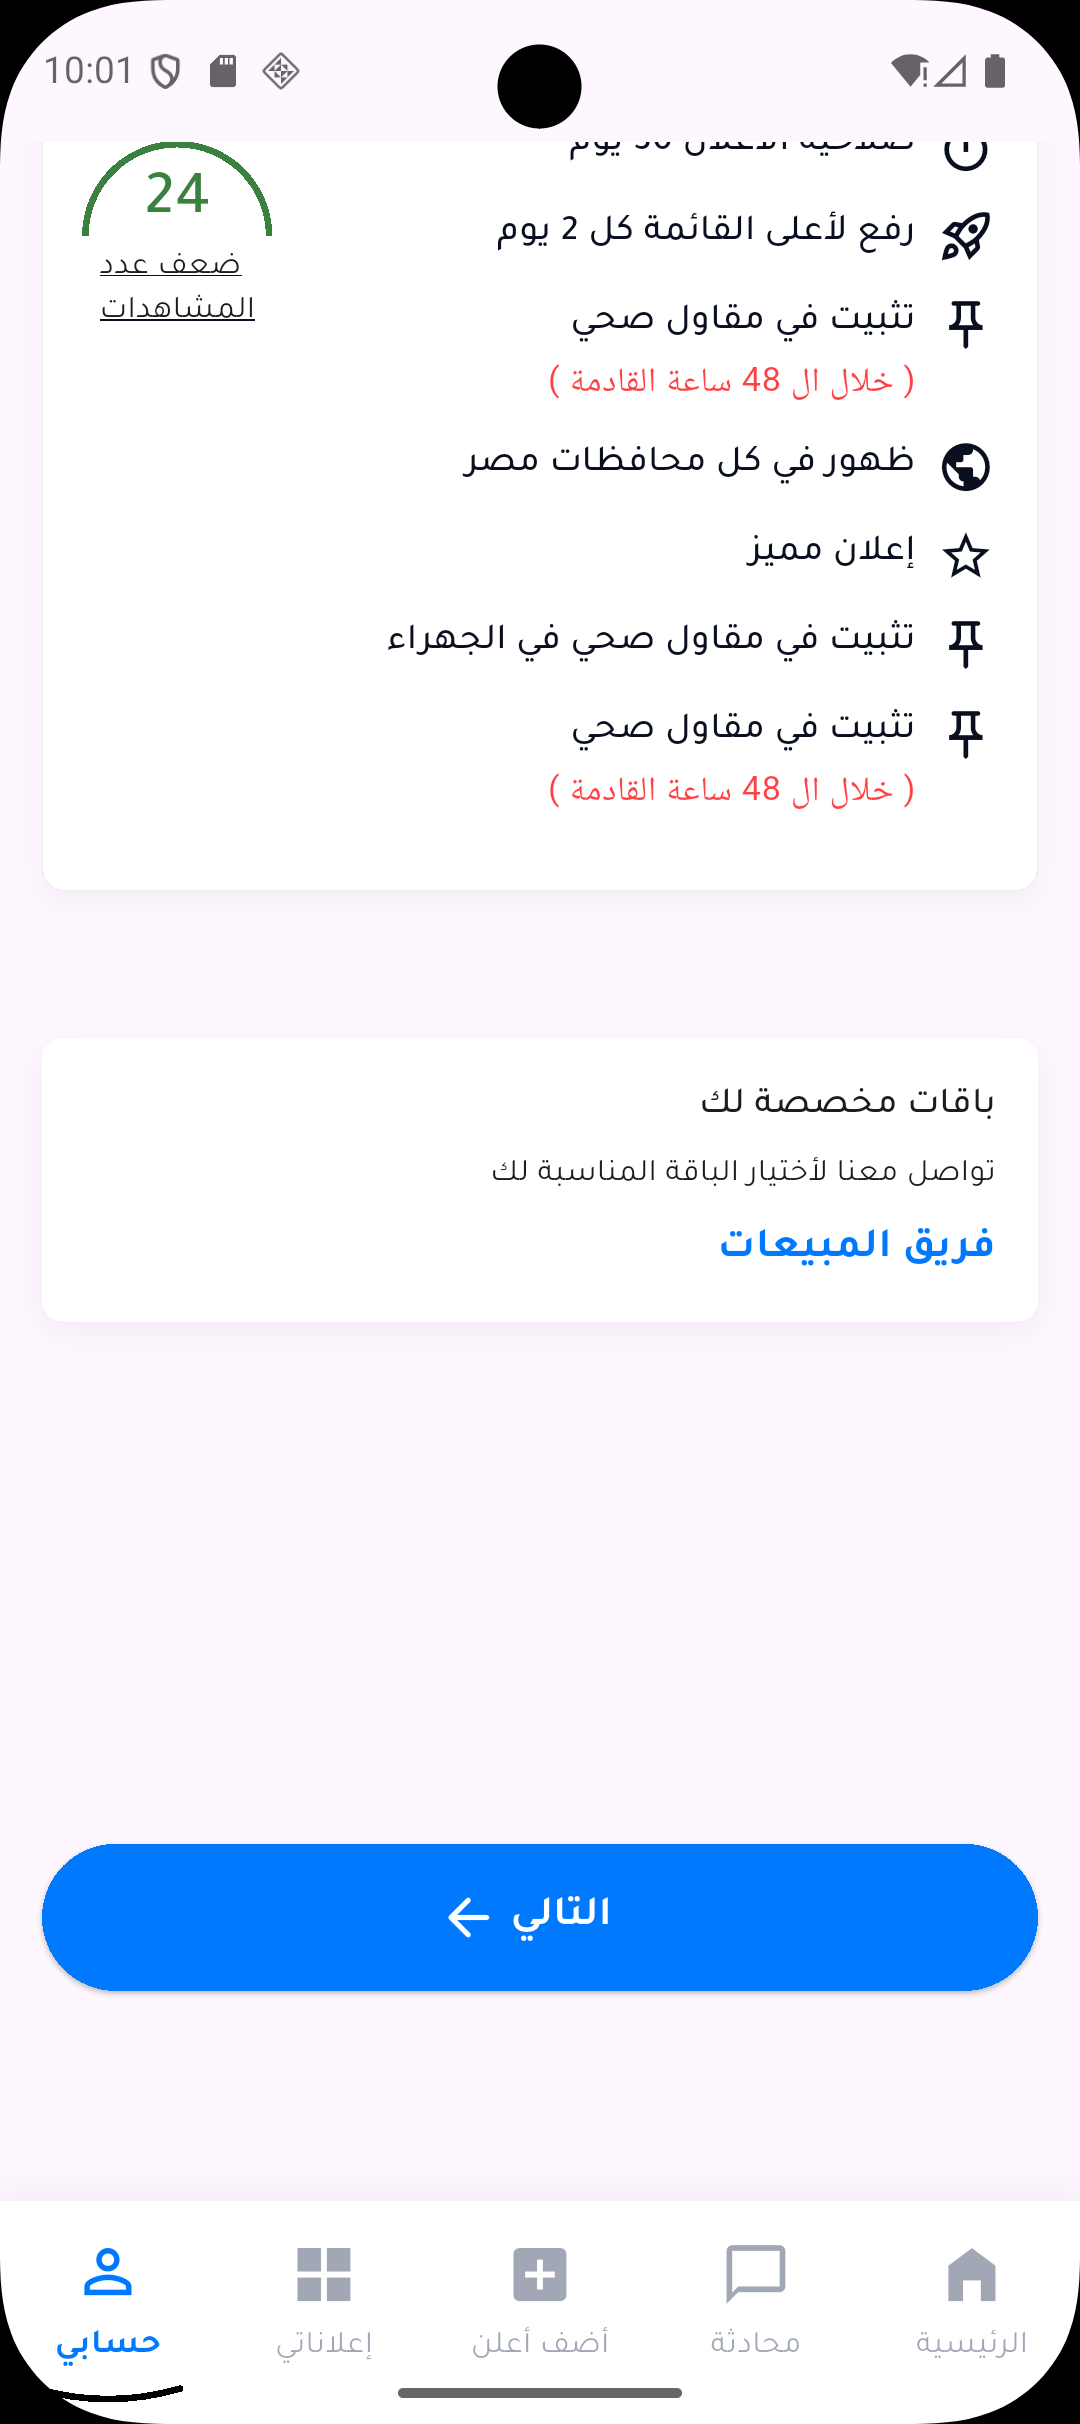 10:01
يوم
24
رفع لأعلى القائمة كل 2 يوم
ضعف عدد
المشاهدات
تثبيت في مقاول صحي
( خلال ال 48 ساعة القادمة )
ظهور في كل محافظات مصر
إعلان مميز
تثبيت في مقاول صحي في الجهراء
تثبيت في مقاول صحي
( خلال ال 48 ساعة القادمة )
باقات مخصصة لك
تواصل معنا لأختيار الباقة المناسبة لك
فريق المبيعات
التالي
الرئيسية
محادثة
أضف أعلن
إعلاناتي
حسابي